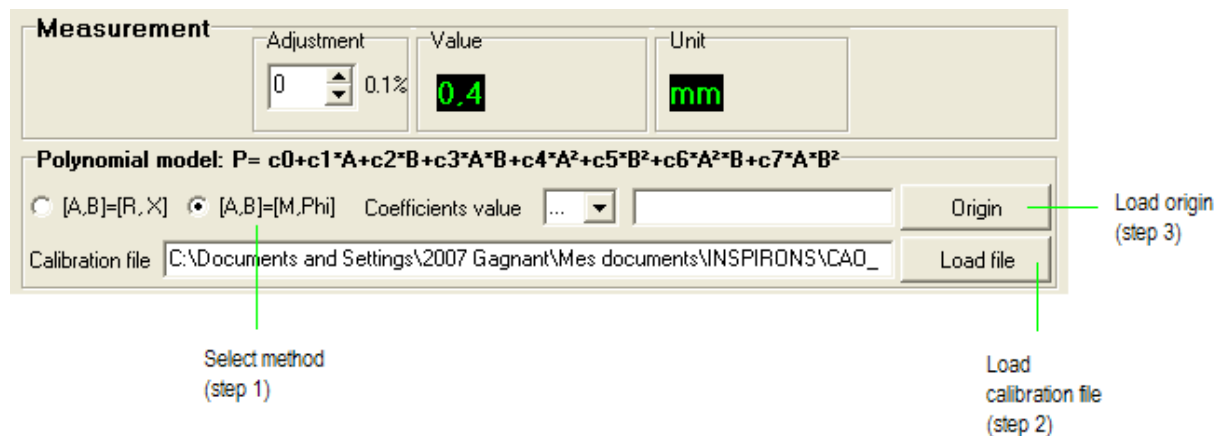 Measurement
Adjustment
Value
Unit
0
0.1%
0,4
mm
Polynomial model: P= c0+c1*A+c2*B+c3*A*B+c4*A²+c5*B²+c6*A²*B+c7*A*B²
[A,B]=[R, X]
[A,B]=[M,Phi]
Coefficients value
...
Origin
Load origin
(step 3)
Calibration file
C:\Documents and Settings\2007 Gagnant\Mes documents\INSPIRONS\CAO_
Load file
Select method
(step 1)
Load
calibration file
(step 2)